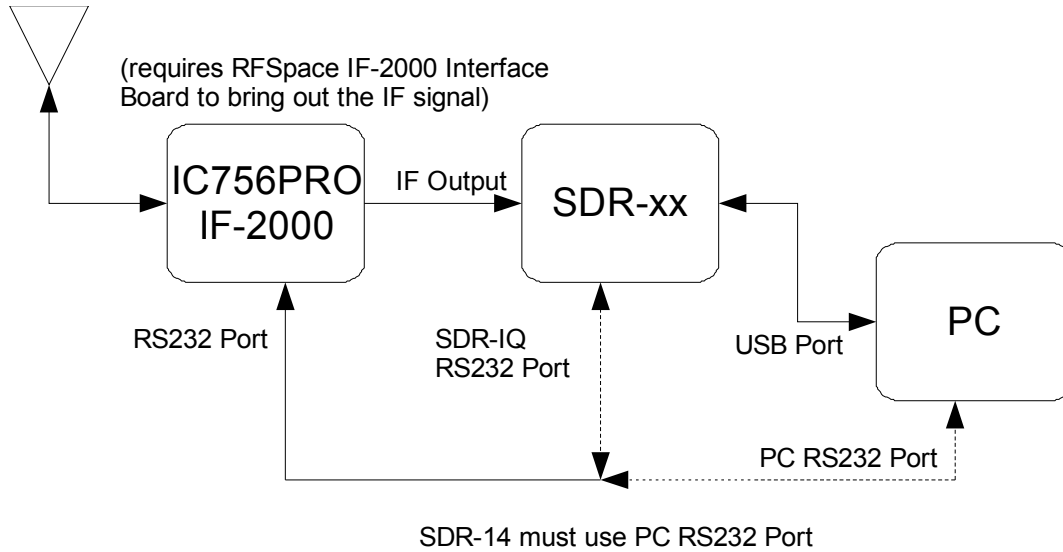 (requires RFSpace IF-2000 Interface
Board to bring out the IF signal)
IC756PRO
IF-2000
IF Output
SDR-xx
PC
RS232 Port
SDR-IQ
RS232 Port
USB Port
PC RS232 Port
SDR-14 must use PC RS232 Port